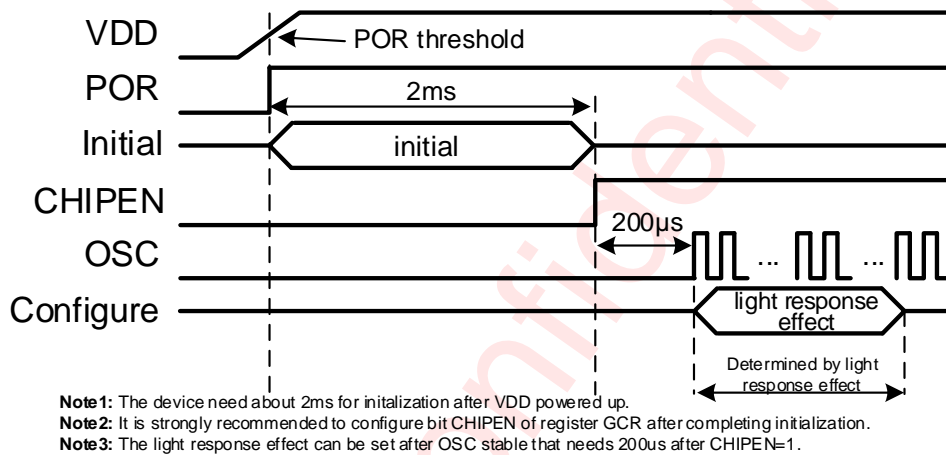 VDD
POR threshold
POR
2ms
Initial
initial
CHIPEN
200μs
OSC
... ...
Configure
light response
effect
Determined by light
response effect
Note1: The device need about 2ms for initalization after VDD powered up.
Note2: It is strongly recommended to configure bit CHIPEN of register GCR after completing initialization.
Note3: The light response effect can be set after OSC stable that needs 200us after CHIPEN=1.
onfidenti